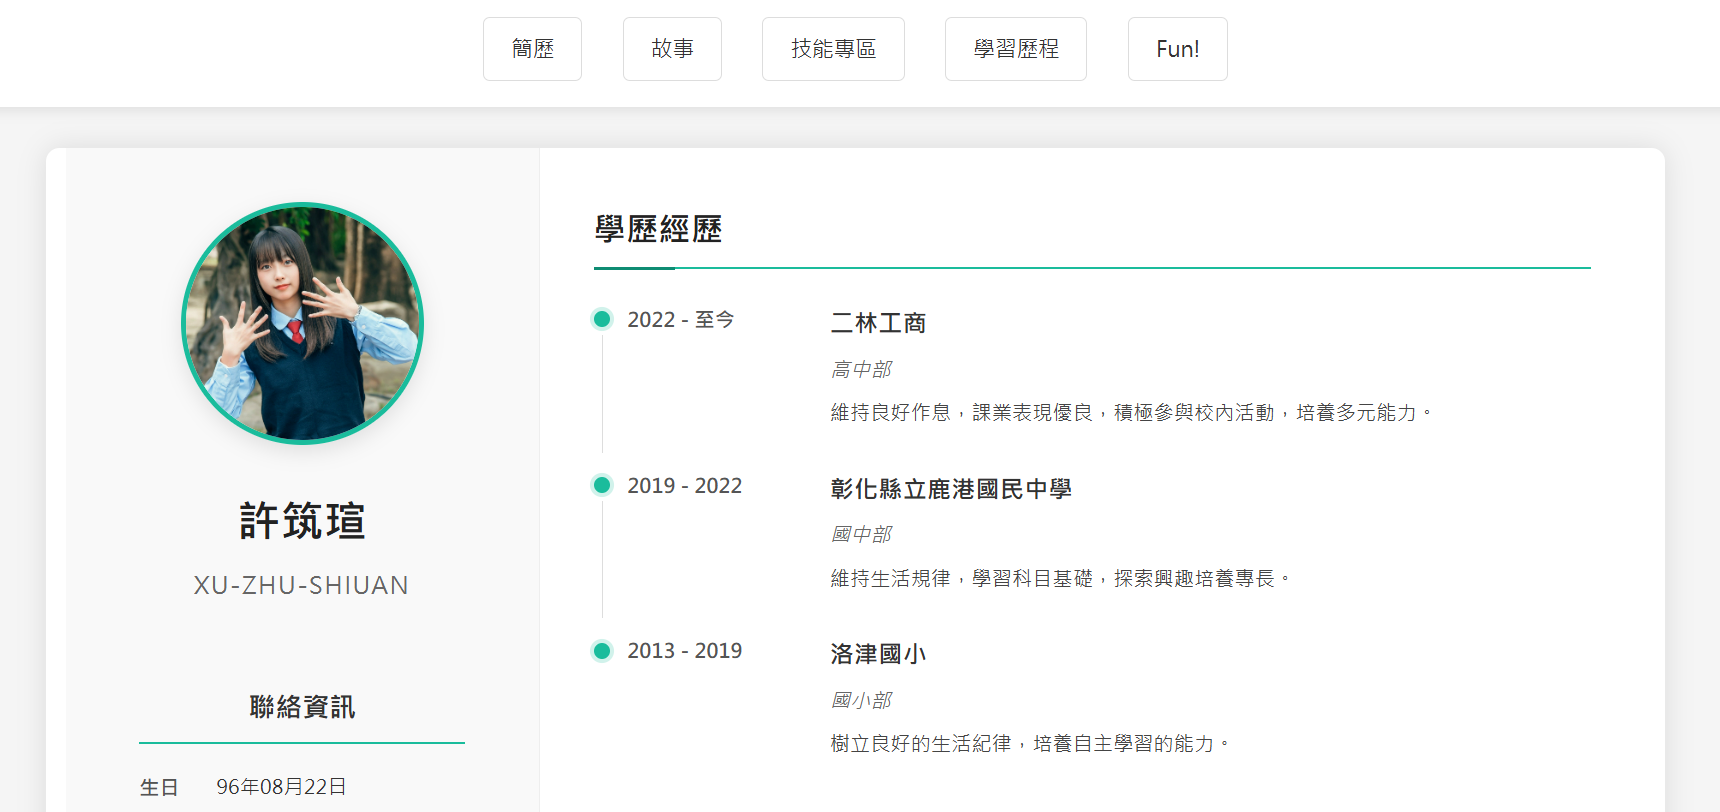 簡歷
故事
技能專區
學習歷程
Fun!
許筑瑄
XU-ZHU-SHIUAN
聯絡資訊
生日 96年08月22日
學歷經歷
2022 - 至今
二林工商
高中部
維持良好作息，課業表現優良，積極參與校內活動，培養多元能力。
2019 - 2022
彰化縣立鹿港國民中學
國中部
維持生活規律，學習科目基礎，探索興趣培養專長。
2013 - 2019
洛津國小
國小部
樹立良好的生活紀律，培養自主學習的能力。